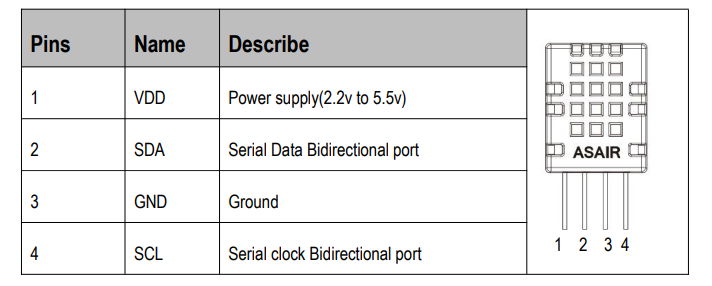 Pins Name Describe
1 VDD Power supply(2.2v to 5.5v)
2 SDA Serial Data Bidirectional port
3 GND Ground
4 SCL Serial clock Bidirectional port
ASAIR
1 2 3 4